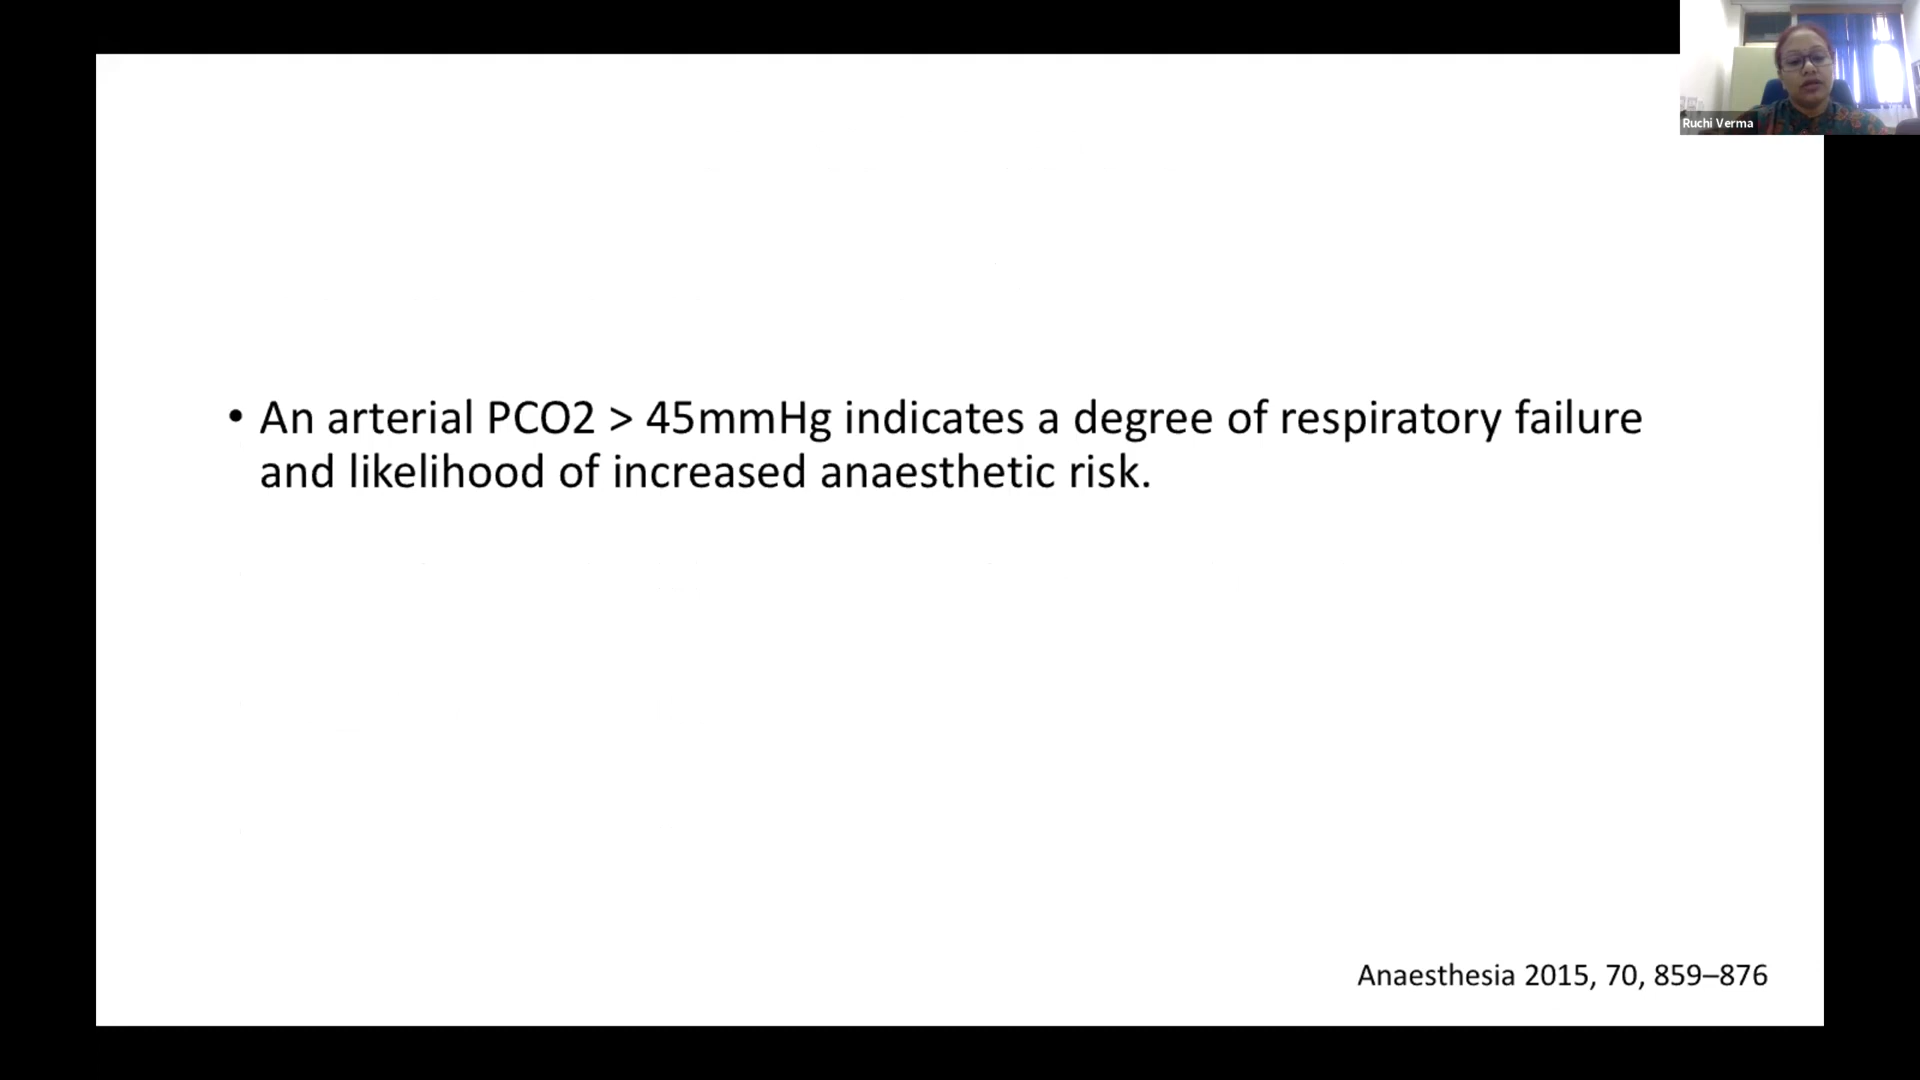 Ruchi Verma
• An arterial PCO2 > 45mmHg indicates a degree of respiratory failure
and likelihood of increased anaesthetic risk.
Anaesthesia 2015, 70, 859–876